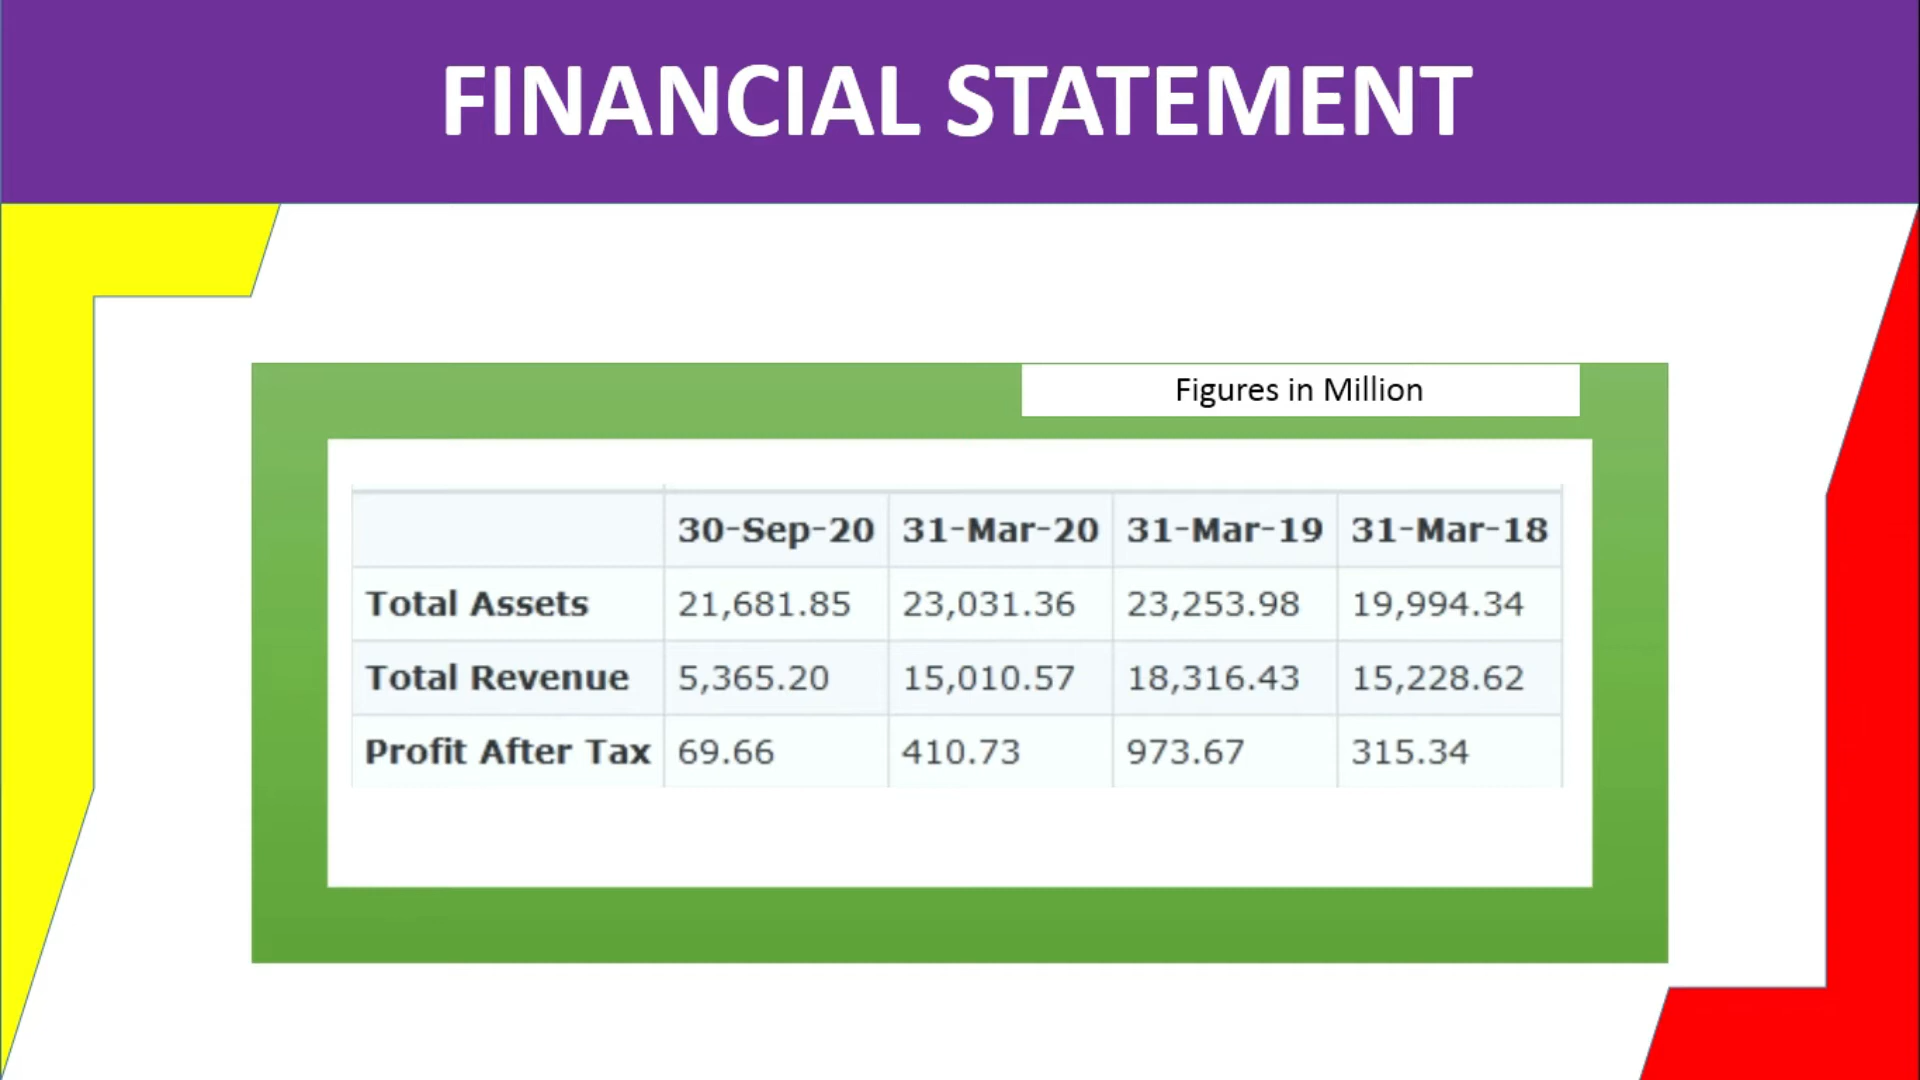 FINANCIAL STATEMENT
Figures in Million
30-Sep-20 31-Mar-20 31-Mar-19 31-Mar-18
Total Assets 21,681.85 23,031.36 23,253.98 19,994.34
Total Revenue 5,365.20 15,010.57 18,316.43 15,228.62
Profit After Tax 69.66 410.73 973.67 315.34